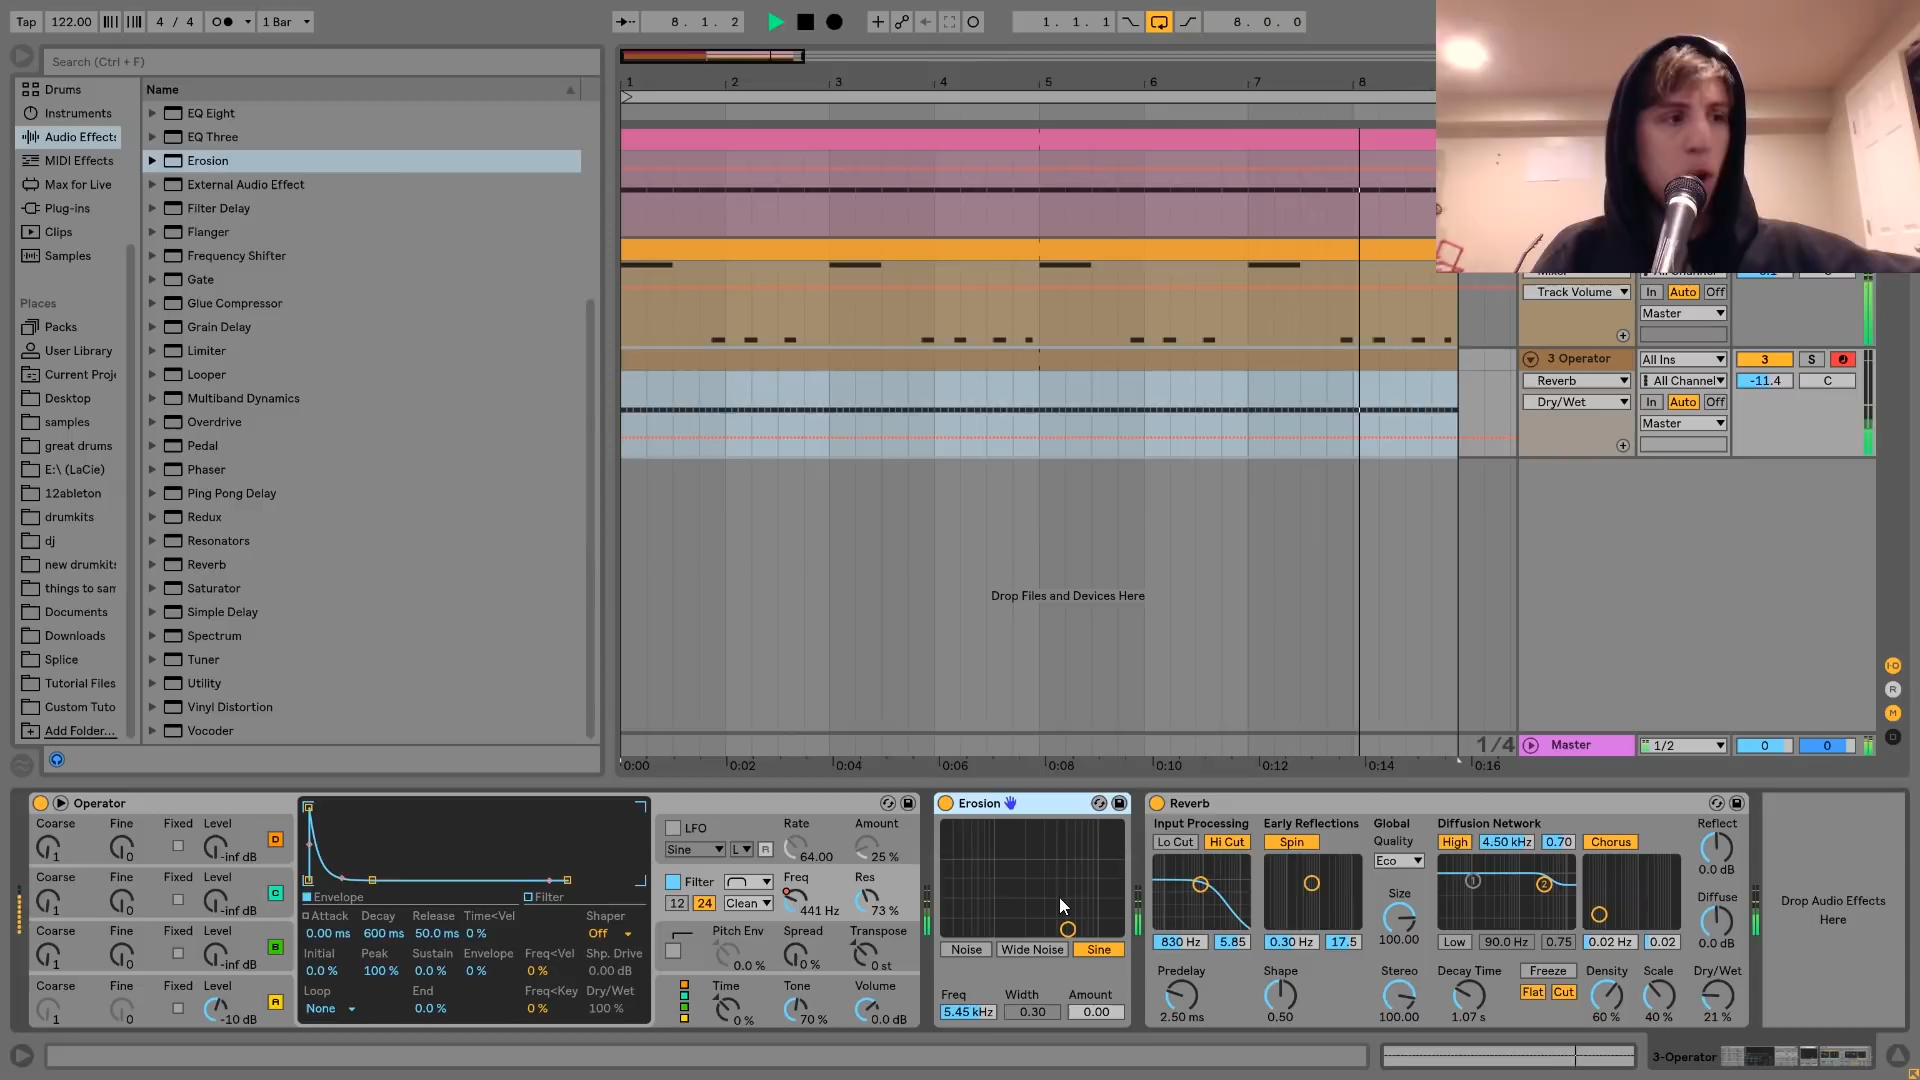 Tap 122.00 4 / 4 1 Bar
8. 1. 2
1. 1. 1
8. 0. 0
Search (Ctrl + F)
Drums
Instruments
Audio Effects
MIDI Effects
Max for Live
Plug-ins
Clips
Samples
Places
Packs
User Library
Current Proje
Desktop
samples
great drums
E:\ (LaCie)
12ableton
drumkits
dj
new drumkits
things to sam
Documents
Downloads
Splice
Tutorial Files
Custom Tuto
Add Folder...
Name
EQ Eight
EQ Three
Erosion
External Audio Effect
Filter Delay
Flanger
Frequency Shifter
Gate
Glue Compressor
Grain Delay
Limiter
Looper
Multiband Dynamics
Overdrive
Pedal
Phaser
Ping Pong Delay
Redux
Resonators
Reverb
Saturator
Simple Delay
Spectrum
Tuner
Utility
Vinyl Distortion
Vocoder
1 2 3 4 5 6 7 8
Drop Files and Devices Here
1/4
0:00 0:02 0:04 0:06 0:08 0:10 0:12 0:14 0:16
Track Volume In Auto Off
Master
3 Operator All Ins 3 S
Reverb All Channel -11.4 C
Dry/Wet In Auto Off
Master
Master 1/2 0 0
I·O
R
M
D
Operator
Coarse Fine Fixed Level
1 0 -inf dB D
Coarse Fine Fixed Level
1 0 -inf dB C
Coarse Fine Fixed Level
1 0 -inf dB B
Coarse Fine Fixed Level
1 0 -10 dB A
Envelope Filter
Attack Decay Release Time<Vel Shaper
0.00 ms 600 ms 50.0 ms 0 % Off
Initial Peak Sustain Envelope Freq<Vel Shp. Drive
0.0 % 100 % 0.0 % 0 % 0 % 0.00 dB
Loop End Freq<Key Dry/Wet
None 0.0 % 0 % 100 %
LFO Rate Amount
Sine L R 64.00 25 %
Filter Freq Res
12 24 Clean 441 Hz 73 %
Pitch Env Spread Transpose
0.0 % 0 % 0 st
Time Tone Volume
0 % 70 % 0.0 dB
Erosion
Noise Wide Noise Sine
Freq Width Amount
5.45 kHz 0.30 0.00
Reverb
Input Processing Early Reflections Global Diffusion Network Reflect
Lo Cut Hi Cut Spin Quality High 4.50 kHz 0.70 Chorus
Eco 0.0 dB
Size Diffuse
830 Hz 5.85 0.30 Hz 17.5 100.00 Low 90.0 Hz 0.75 0.02 Hz 0.02 0.0 dB
Predelay Shape Stereo Decay Time Freeze Density Scale Dry/Wet
Flat Cut
2.50 ms 0.50 100.00 1.07 s 60 % 40 % 21 %
Drop Audio Effects
Here
3-Operator